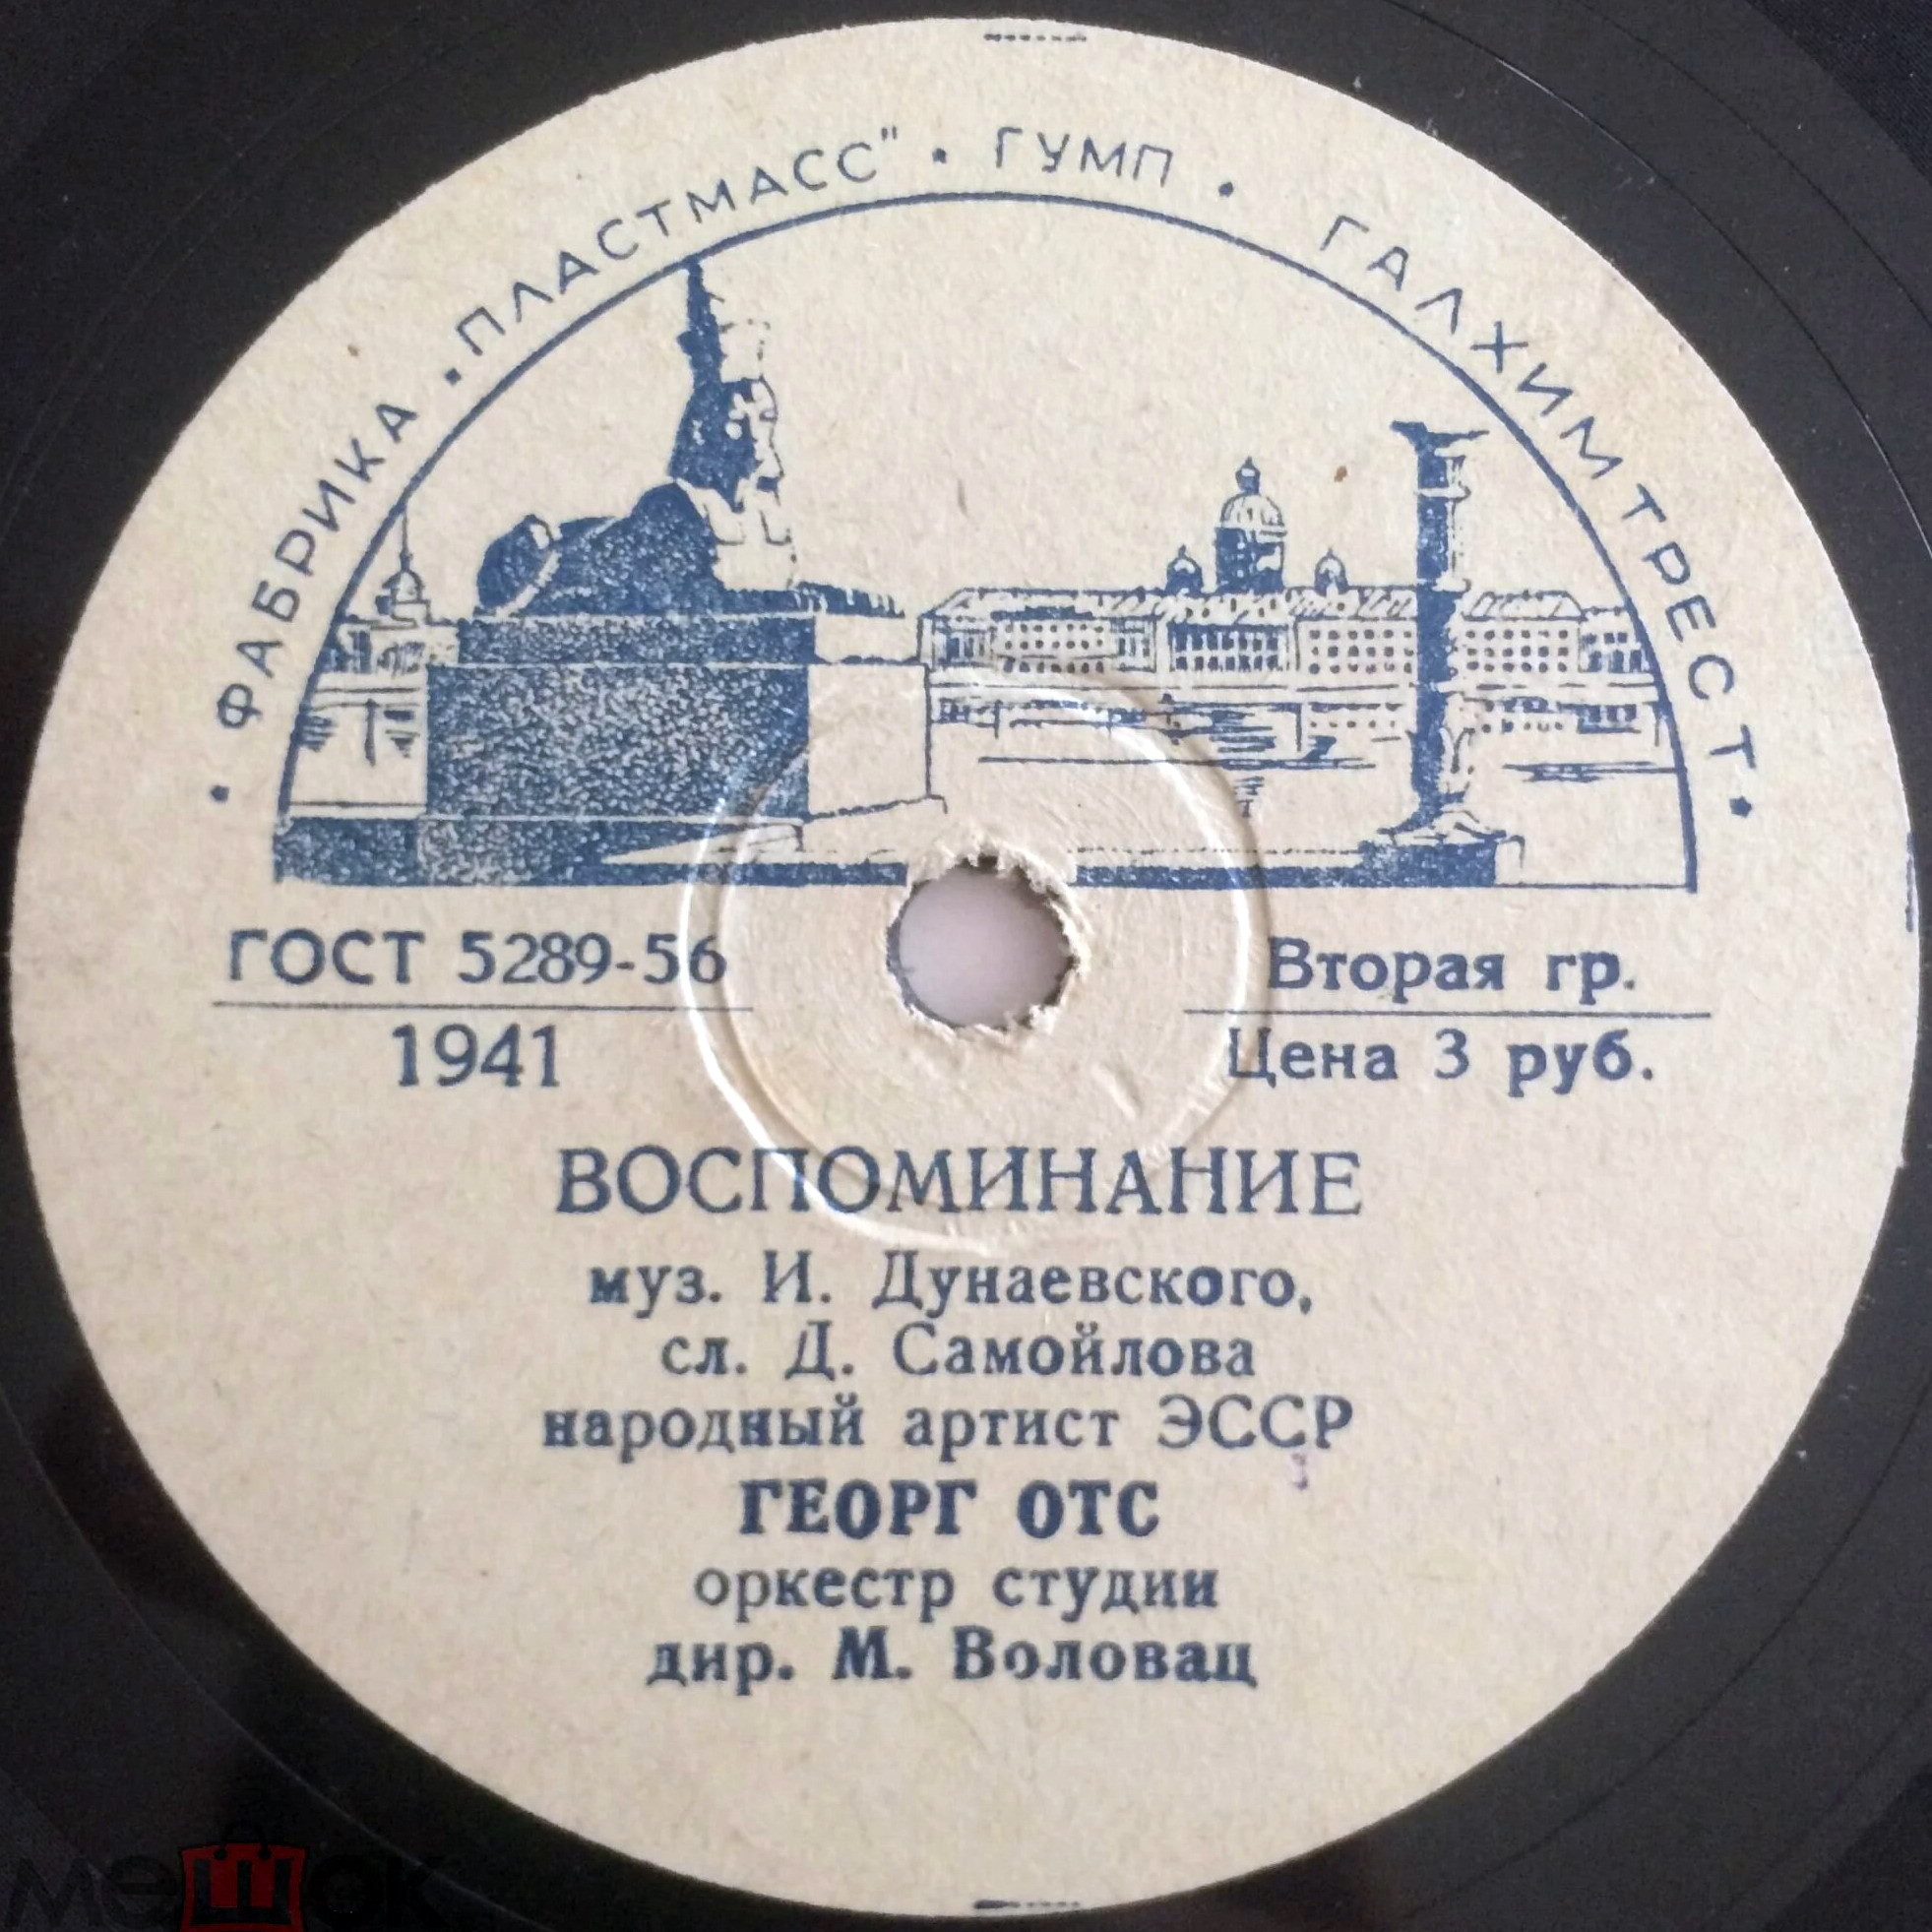 • ФАБРИКА • ПЛАСТМАСС" • ГУМП • ГАЛХИМТРЕСТ •
ГОСТ 5289-56
1941
Вторая гр.
Цена 3 руб.
ВОСПОМИНАНИЕ
муз. И. Дунаевского,
сл. Д. Самойлова
народный артист ЭССР
ГЕОРГ ОТС
оркестр студии
дир. М. Воловац
мешок